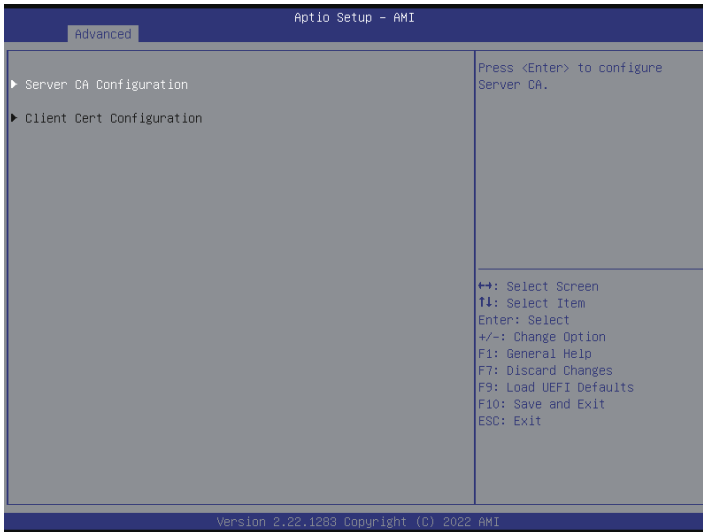 Aptio Setup – AMI
Advanced
▶ Server CA Configuration
▶ Client Cert Configuration
Press <Enter> to configure
Server CA.
↔: Select Screen
↑↓: Select Item
Enter: Select
+/-: Change Option
F1: General Help
F7: Discard Changes
F9: Load UEFI Defaults
F10: Save and Exit
ESC: Exit
Version 2.22.1283 Copyright (C) 2022 AMI